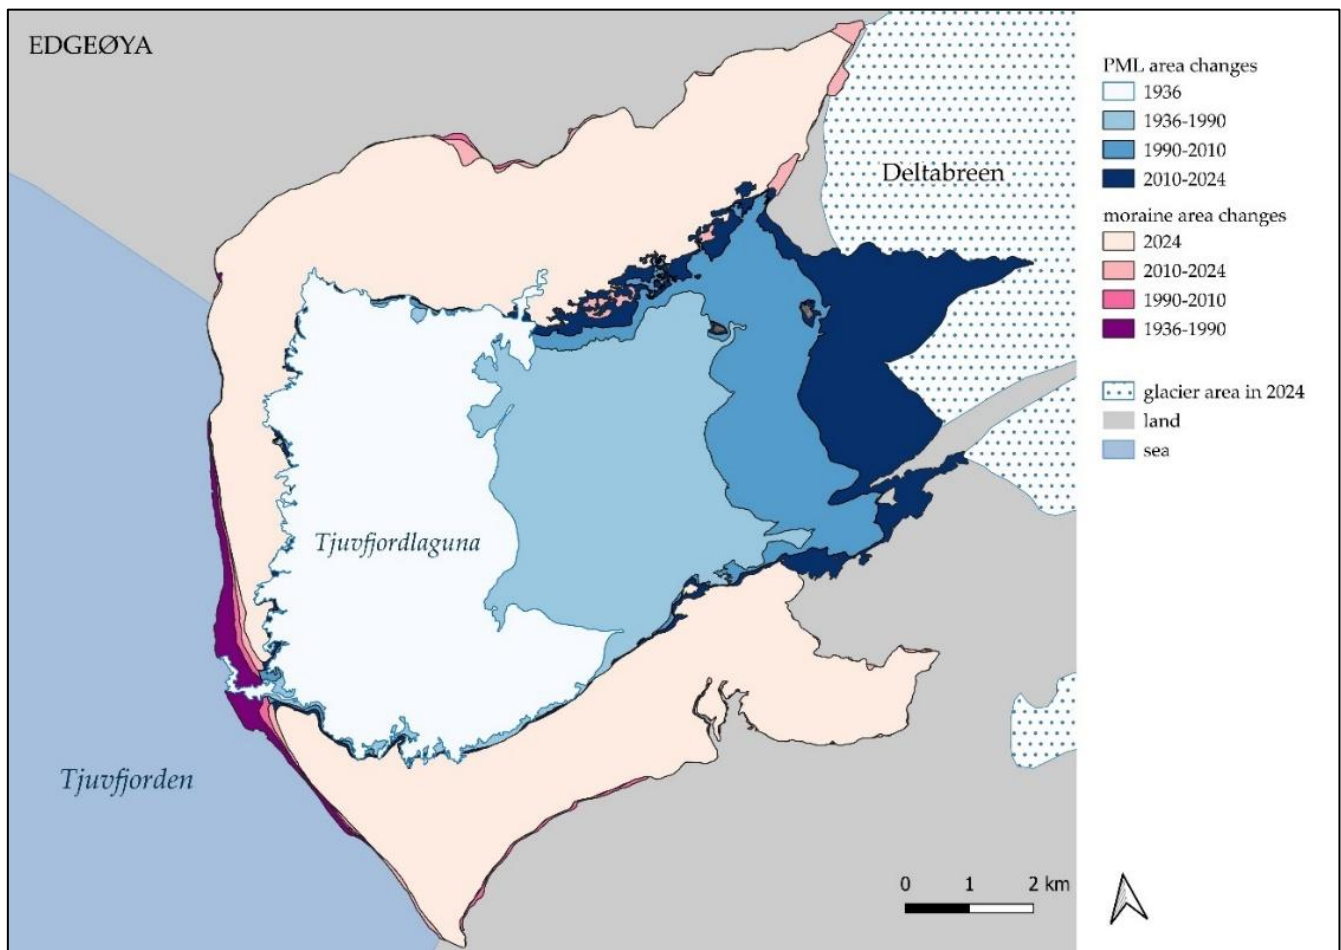 EDGEØYA
Deltabreen
Tjuvfjordlaguna
Tjuvfjorden
0 1 2 km
PML area changes
1936
1936-1990
1990-2010
2010-2024
moraine area changes
2024
2010-2024
1990-2010
1936-1990
glacier area in 2024
land
sea